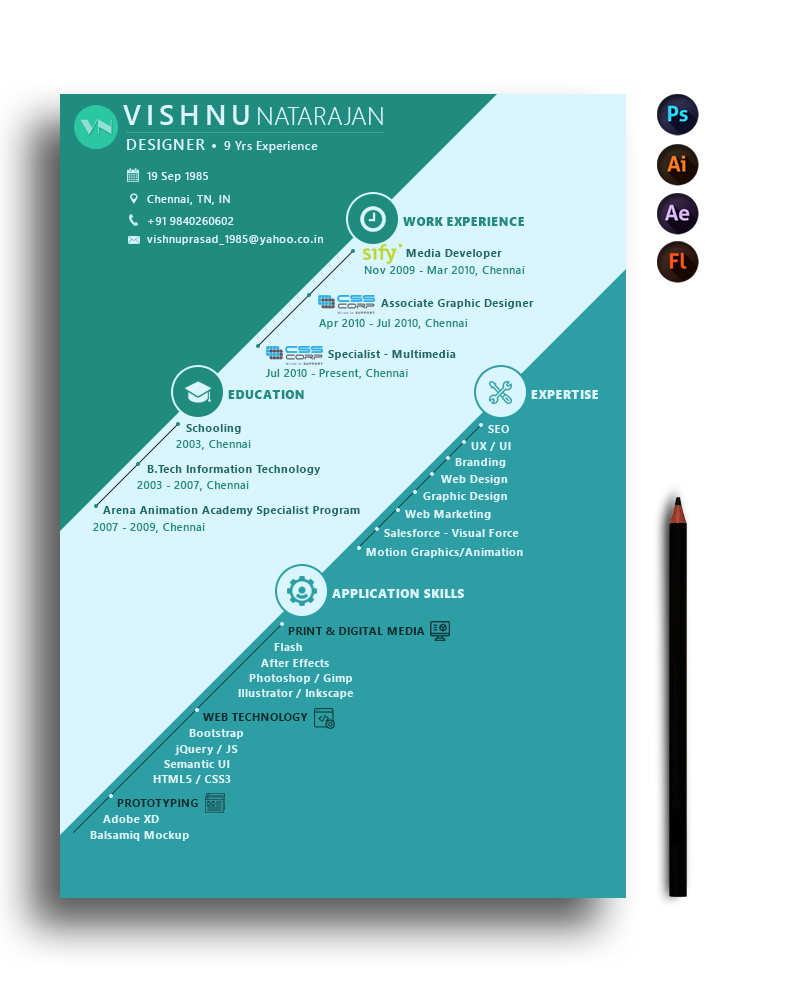 VN
VISHNU NATARAJAN
DESIGNER • 9 Yrs Experience
19 Sep 1985
Chennai, TN, IN
+91 9840260602
vishnuprasad_1985@yahoo.co.in
WORK EXPERIENCE
sify Media Developer
Nov 2009 - Mar 2010, Chennai
CSS CORP Associate Graphic Designer
Apr 2010 - Jul 2010, Chennai
CSS CORP Specialist - Multimedia
Jul 2010 - Present, Chennai
EDUCATION
Schooling
2003, Chennai
B.Tech Information Technology
2003 - 2007, Chennai
Arena Animation Academy Specialist Program
2007 - 2009, Chennai
EXPERTISE
SEO
UX / UI
Branding
Web Design
Graphic Design
Web Marketing
Salesforce - Visual Force
Motion Graphics/Animation
APPLICATION SKILLS
PRINT & DIGITAL MEDIA
Flash
After Effects
Photoshop / Gimp
Illustrator / Inkscape
WEB TECHNOLOGY
Bootstrap
jQuery / JS
Semantic UI
HTML5 / CSS3
PROTOTYPING
Adobe XD
Balsamiq Mockup
Ps
Ai
Ae
Fl